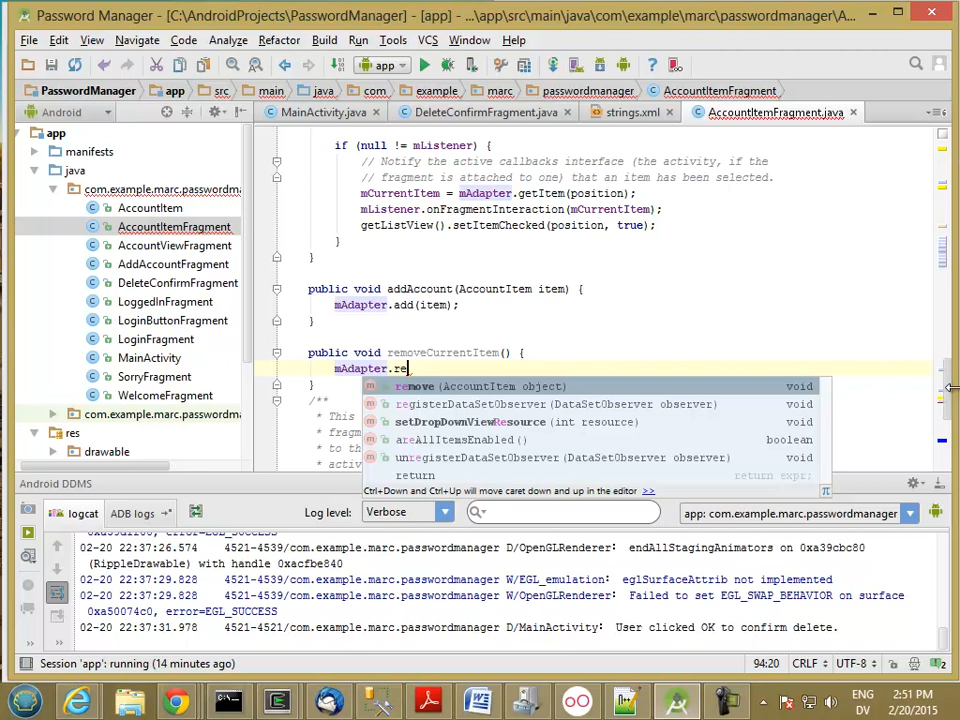 Password Manager - [C:\AndroidProjects\PasswordManager] - [app] - ...\app\src\main\java\com\example\marc\passwordmanager\A...
File Edit View Navigate Code Analyze Refactor Build Run Tools VCS Window Help
app
PasswordManager app src main java com example marc passwordmanager AccountItemFragment
Android
MainActivity.java DeleteConfirmFragment.java strings.xml AccountItemFragment.java
app
manifests
java
com.example.marc.passwordma
AccountItem
AccountItemFragment
AccountViewFragment
AddAccountFragment
DeleteConfirmFragment
LoggedInFragment
LoginButtonFragment
LoginFragment
MainActivity
SorryFragment
WelcomeFragment
com.example.marc.passwordma
res
drawable
if (null != mListener) {
// Notify the active callbacks interface (the activity, if the
// fragment is attached to one) that an item has been selected.
mCurrentItem = mAdapter.getItem(position);
mListener.onFragmentInteraction(mCurrentItem);
getListView().setItemChecked(position, true);
}
}
public void addAccount(AccountItem item) {
mAdapter.add(item);
}
public void removeCurrentItem() {
mAdapter.re
}
/**
* This
* fragm
* to th
* activ
remove(AccountItem object) void
registerDataSetObserver(DataSetObserver observer) void
setDropDownViewResource(int resource) void
areAllItemsEnabled() boolean
unregisterDataSetObserver(DataSetObserver observer) void
return return expr;
Ctrl+Down and Ctrl+Up will move caret down and up in the editor >> π
Android DDMS
logcat ADB logs Log level: Verbose app: com.example.marc.passwordmanager
02-20 22:37:26.574 4521-4539/com.example.marc.passwordmanager D/OpenGLRenderer: endAllStagingAnimators on 0xa39cbc80
(RippleDrawable) with handle 0xacfbe840
02-20 22:37:29.828 4521-4539/com.example.marc.passwordmanager W/EGL_emulation: eglSurfaceAttrib not implemented
02-20 22:37:29.828 4521-4539/com.example.marc.passwordmanager W/OpenGLRenderer: Failed to set EGL_SWAP_BEHAVIOR on surface
0xa50074c0, error=EGL_SUCCESS
02-20 22:37:31.978 4521-4521/com.example.marc.passwordmanager D/MainActivity: User clicked OK to confirm delete.
Session 'app': running (14 minutes ago) 94:20 CRLF UTF-8 2
ENG 2:51 PM
DV 2/20/2015